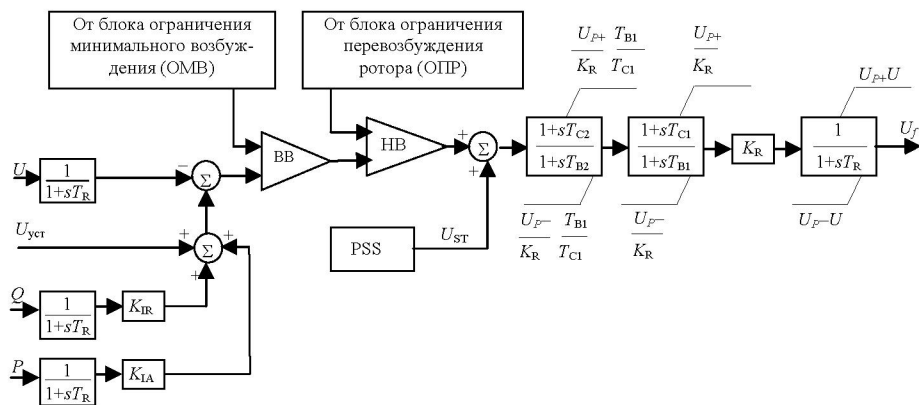 От блока ограничения
минимального возбуж-
дения (ОМВ)
От блока ограничения
перевозбуждения
ротора (ОПР)
U_P+ T_B1
K_R T_C1
U_P+
K_R
U_P+U
BB
HB
+
Σ
+
1+sT_C2
1+sT_B2
1+sT_C1
1+sT_B1
K_R
1
1+sT_R
U_f
U
1
1+sT_R
−
Σ
U_P− T_B1
K_R T_C1
U_P−
K_R
U_P−U
U_уст
+
Σ
+
+
PSS
U_ST
Q
1
1+sT_R
K_IR
P
1
1+sT_R
K_IA